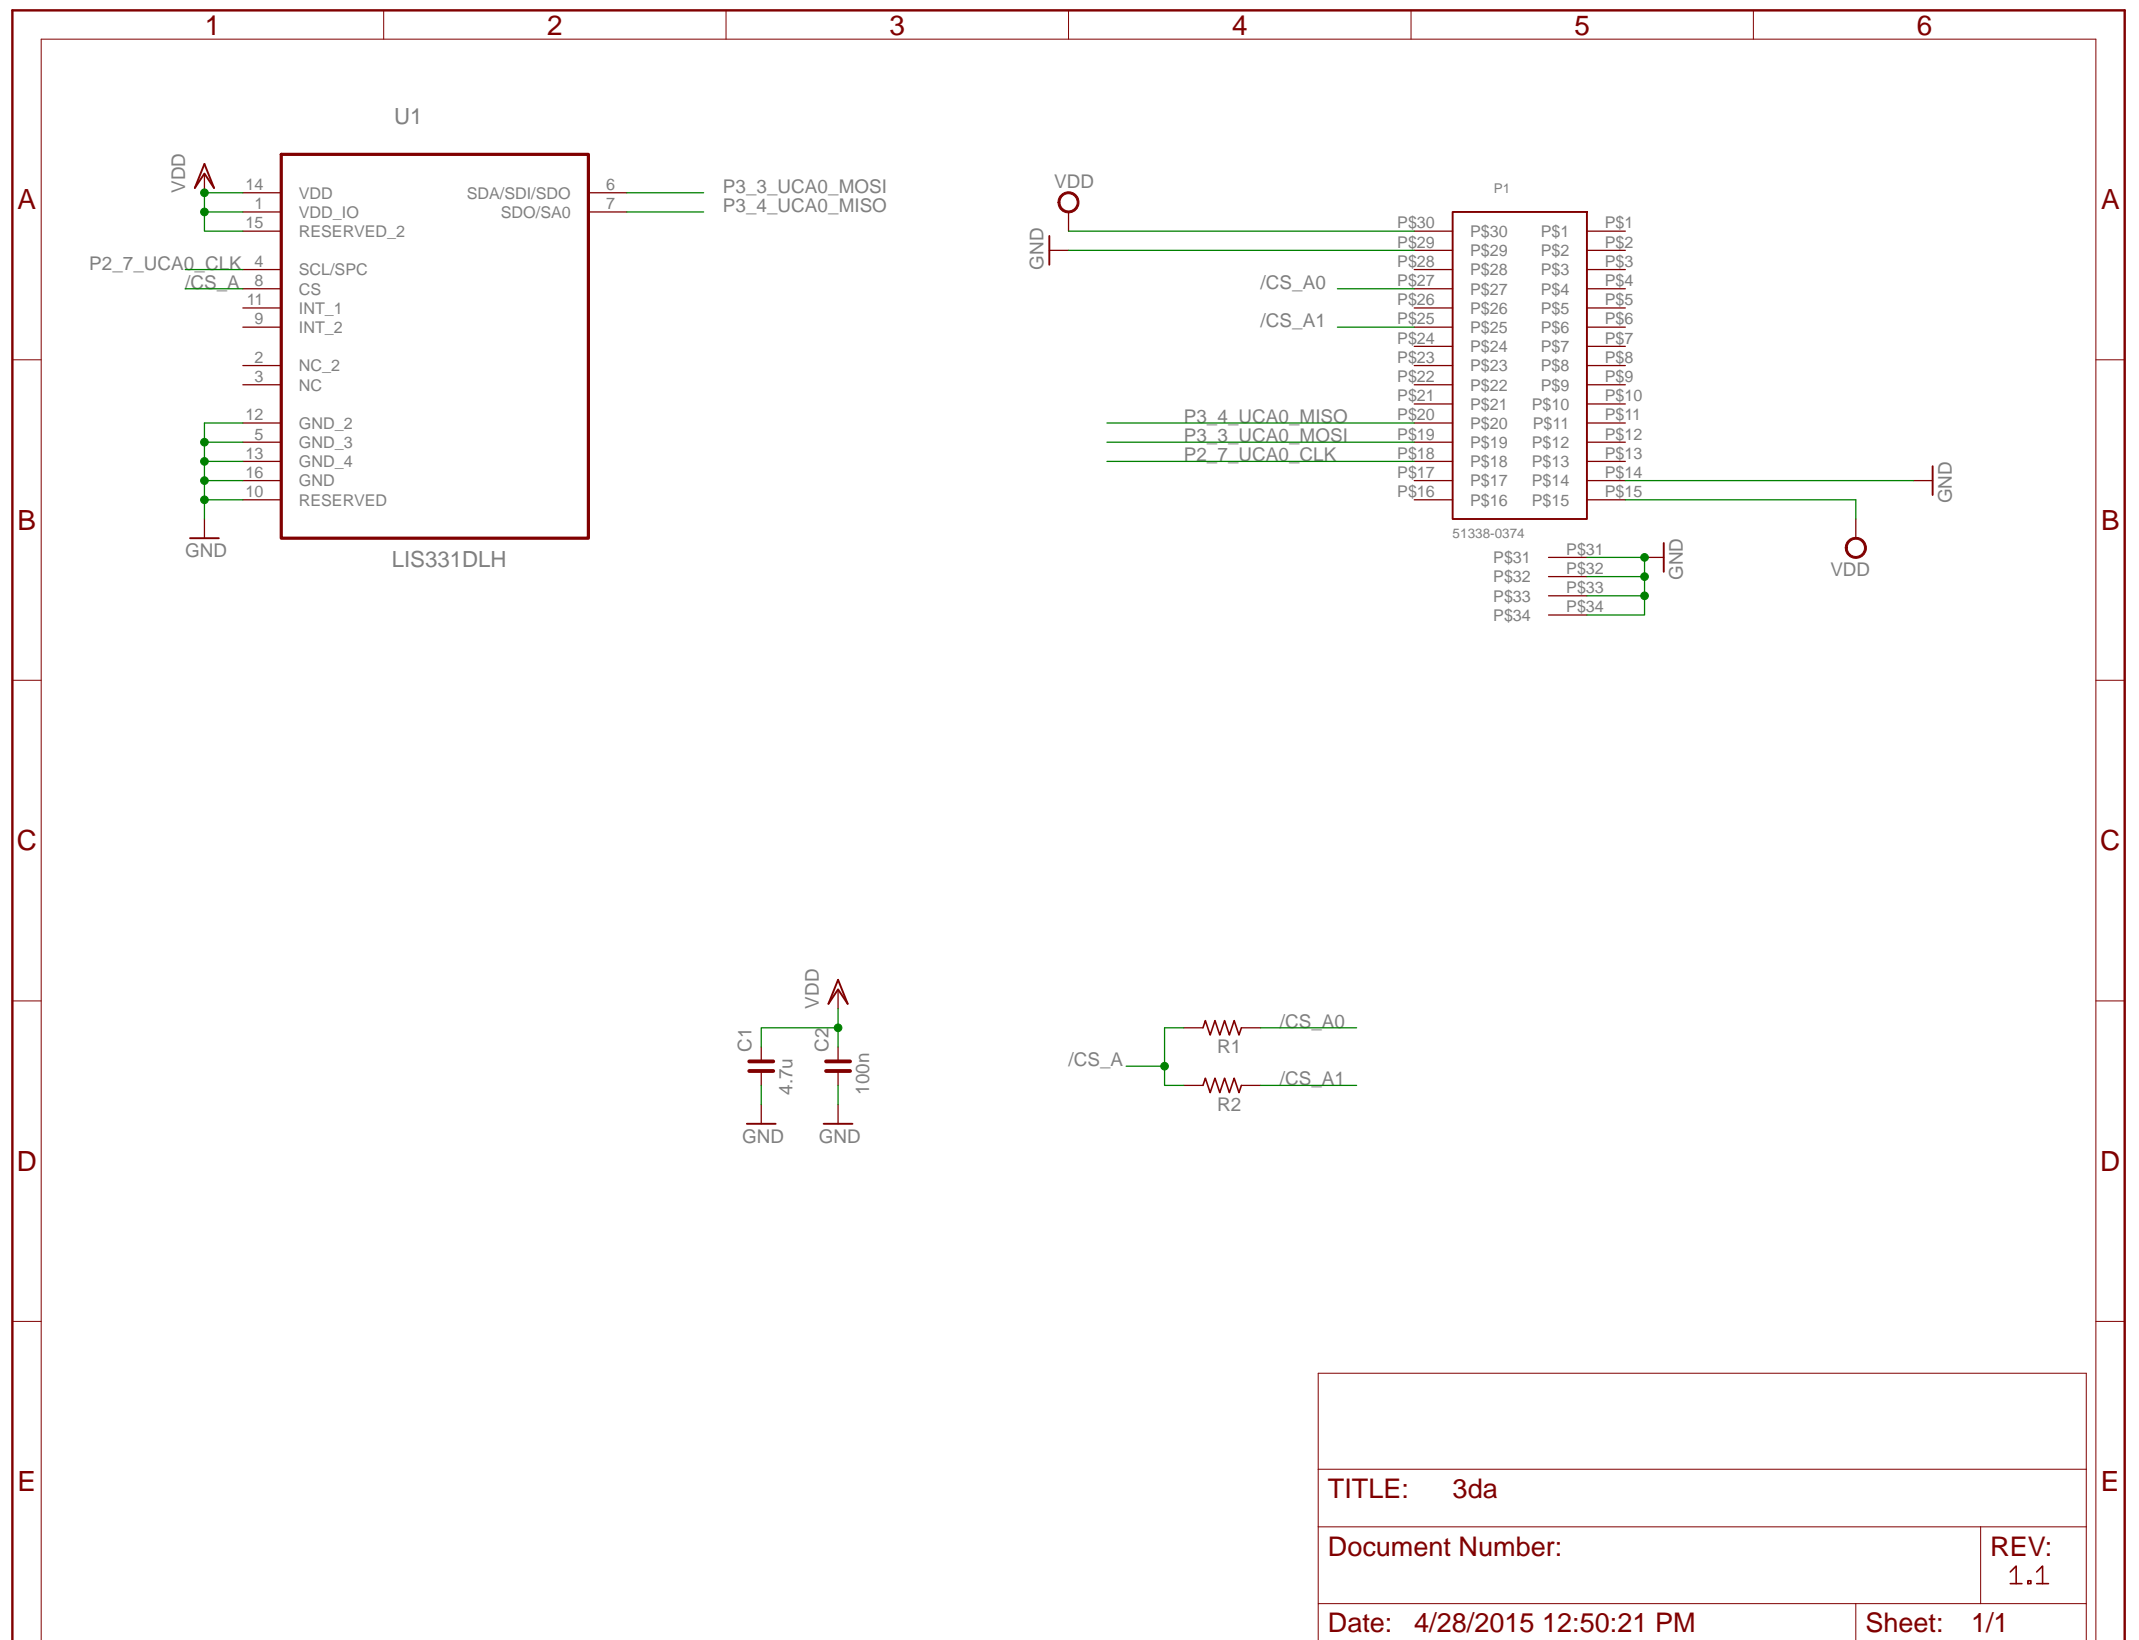 1 2 3 4 5 6
A
A
B
B
C
C
D
D
E
E
U1
VDD
14 VDD
1 VDD_IO
15 RESERVED_2
P2_7_UCA0_CLK 4 SCL/SPC
/CS_A 8 CS
11 INT_1
9 INT_2
2 NC_2
3 NC
12 GND_2
5 GND_3
13 GND_4
16 GND
10 RESERVED
GND
SDA/SDI/SDO 6 P3_3_UCA0_MOSI
SDO/SA0 7 P3_4_UCA0_MISO
LIS331DLH
P1
VDD
GND
P$30 P$30 P$1 P$1
P$29 P$29 P$2 P$2
P$28 P$28 P$3 P$3
/CS_A0 P$27 P$27 P$4 P$4
P$26 P$26 P$5 P$5
/CS_A1 P$25 P$25 P$6 P$6
P$24 P$24 P$7 P$7
P$23 P$23 P$8 P$8
P$22 P$22 P$9 P$9
P$21 P$21 P$10 P$10
P3_4_UCA0_MISO P$20 P$20 P$11 P$11
P3_3_UCA0_MOSI P$19 P$19 P$12 P$12
P2_7_UCA0_CLK P$18 P$18 P$13 P$13
P$17 P$17 P$14 P$14 GND
P$16 P$16 P$15 P$15
VDD
51338-0374
P$31 P$31 GND
P$32 P$32
P$33 P$33
P$34 P$34
VDD
C1 4.7u
C2 100n
GND GND
/CS_A
R1 /CS_A0
R2 /CS_A1
TITLE: 3da
Document Number:
REV:
1.1
Date: 4/28/2015 12:50:21 PM
Sheet: 1/1